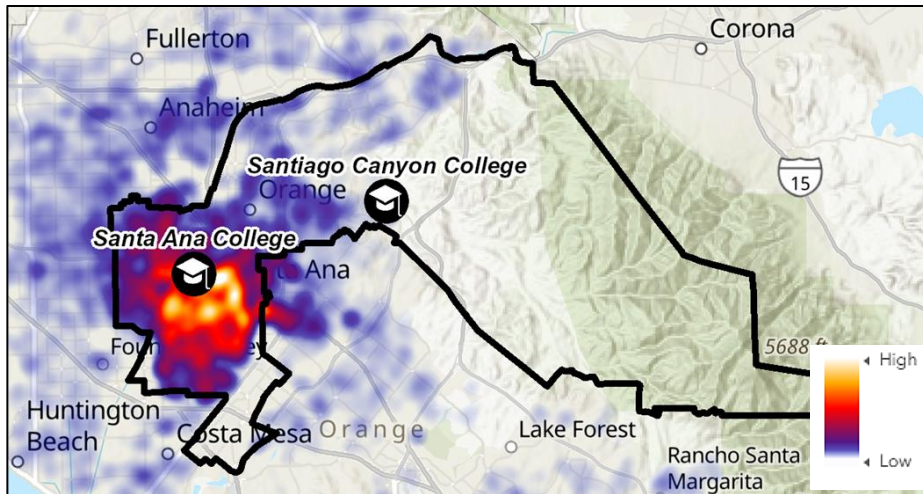 Fullerton
Corona
Anaheim
Santiago Canyon College
Orange
15
Santa Ana College
Ana
5688 ft
High
Huntington
Beach
Costa Mesa
Orange
Lake Forest
Low
Rancho Santa
Margarita